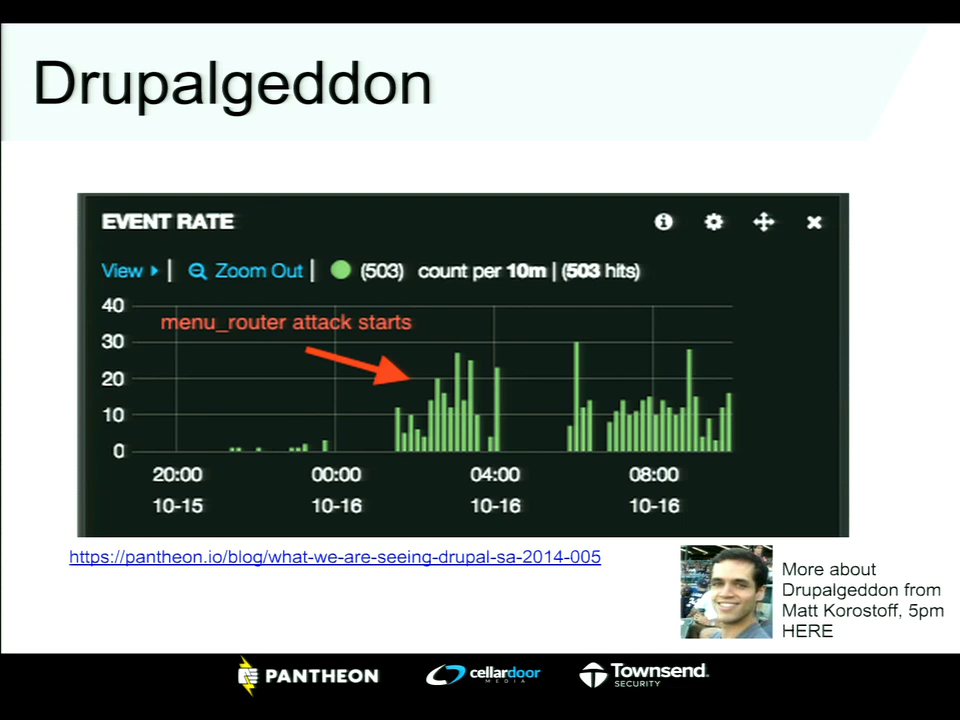 Drupalgeddon
EVENT RATE
View | Zoom Out | (503) count per 10m | (503 hits)
40
menu_router attack starts
30
20
10
0
20:00 00:00 04:00 08:00
10-15 10-16 10-16 10-16
https://pantheon.io/blog/what-we-are-seeing-drupal-sa-2014-005
More about
Drupalgeddon from
Matt Korostoff, 5pm
HERE
PANTHEON
cellardoor
MEDIA
Townsend
SECURITY